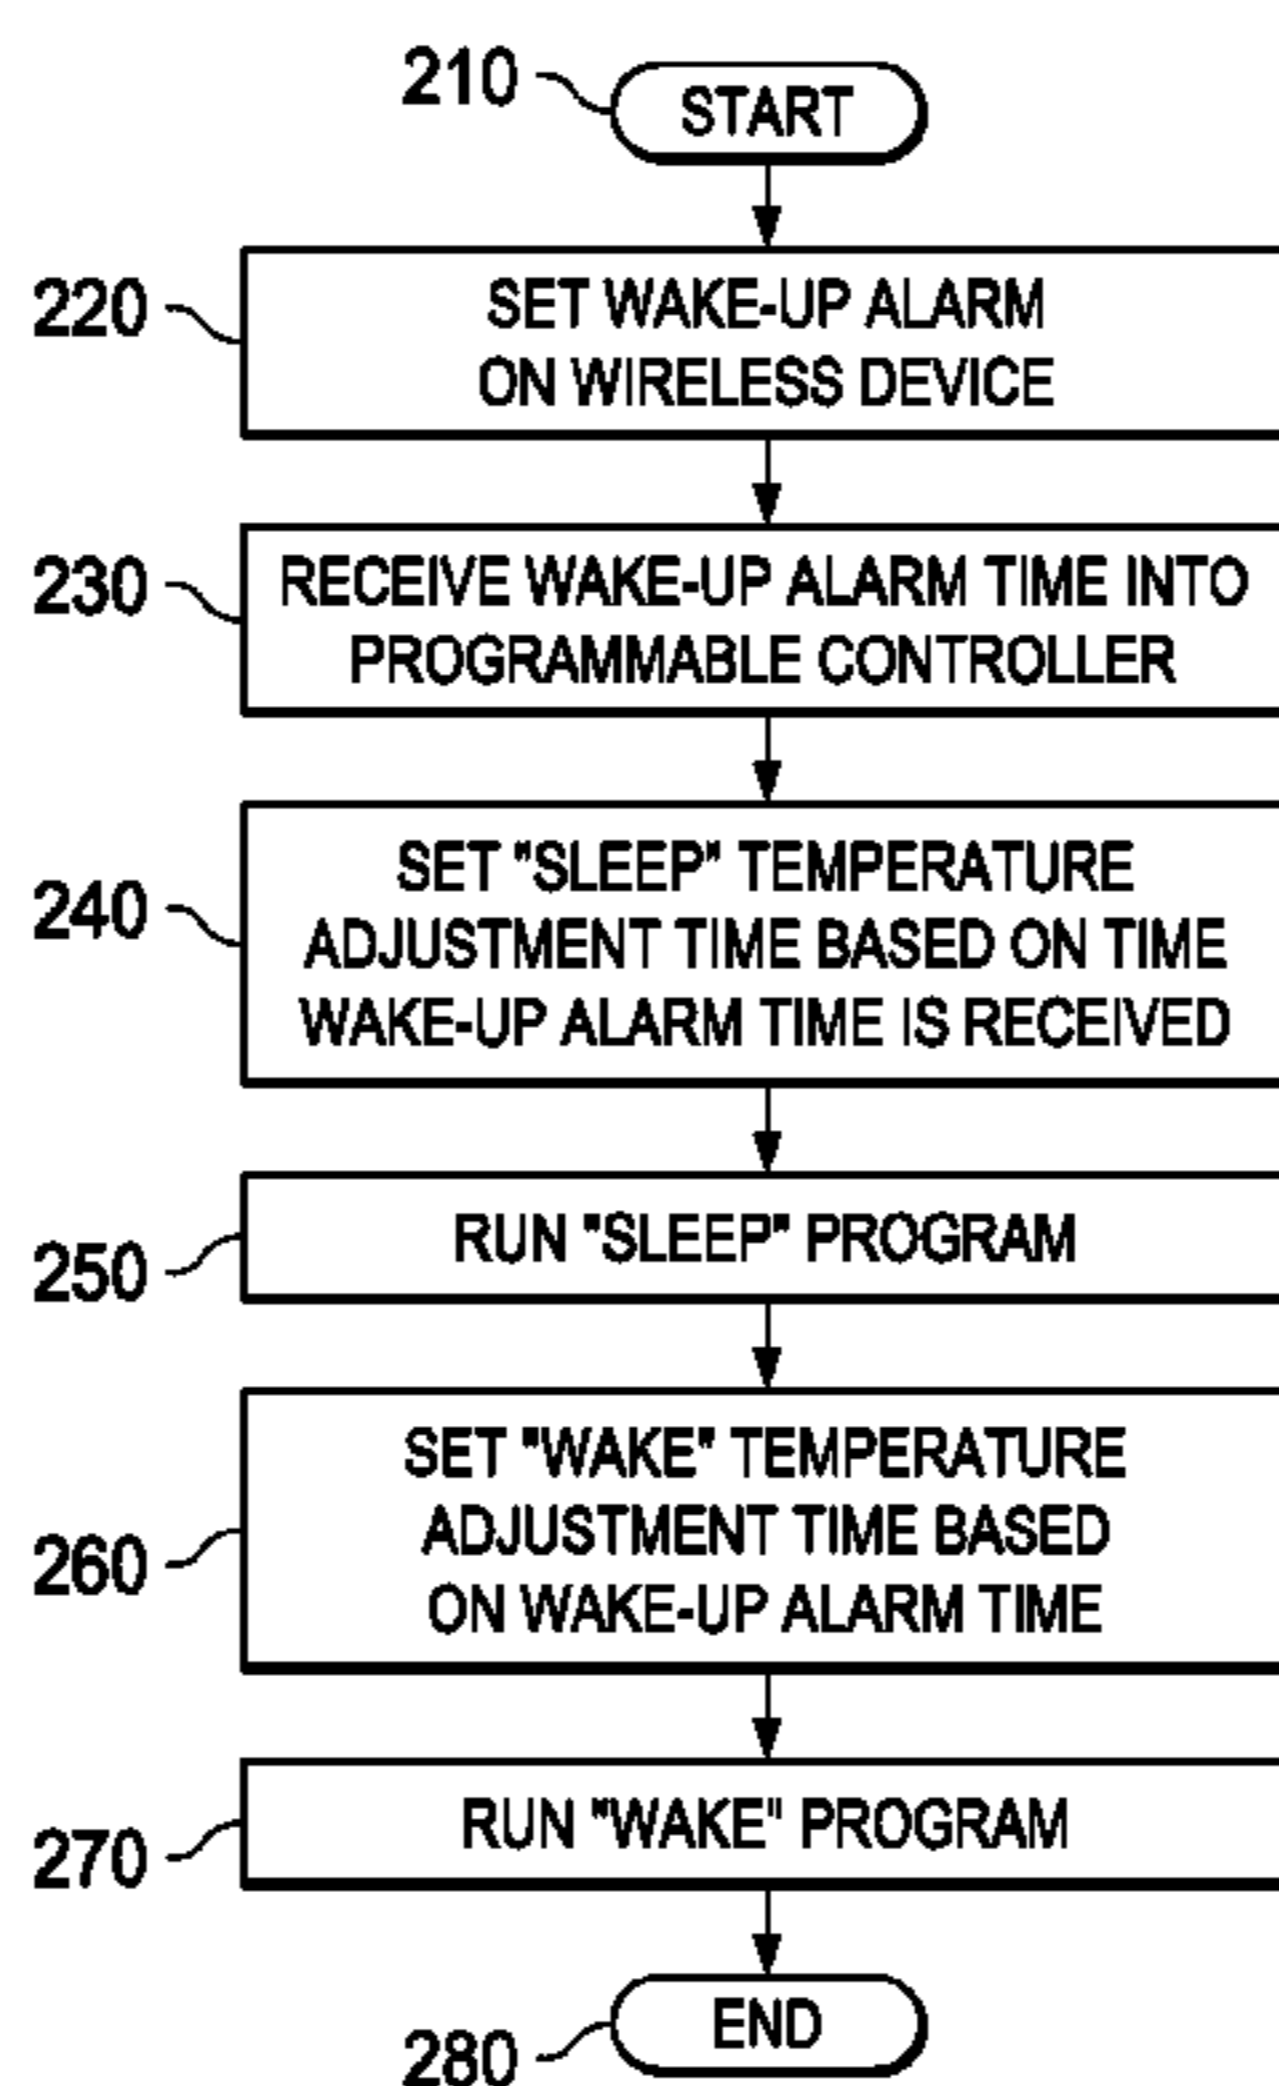 210
START
220
SET WAKE-UP ALARM
ON WIRELESS DEVICE
230
RECEIVE WAKE-UP ALARM TIME INTO
PROGRAMMABLE CONTROLLER
240
SET "SLEEP" TEMPERATURE
ADJUSTMENT TIME BASED ON TIME
WAKE-UP ALARM TIME IS RECEIVED
250
RUN "SLEEP" PROGRAM
260
SET "WAKE" TEMPERATURE
ADJUSTMENT TIME BASED
ON WAKE-UP ALARM TIME
270
RUN "WAKE" PROGRAM
280
END